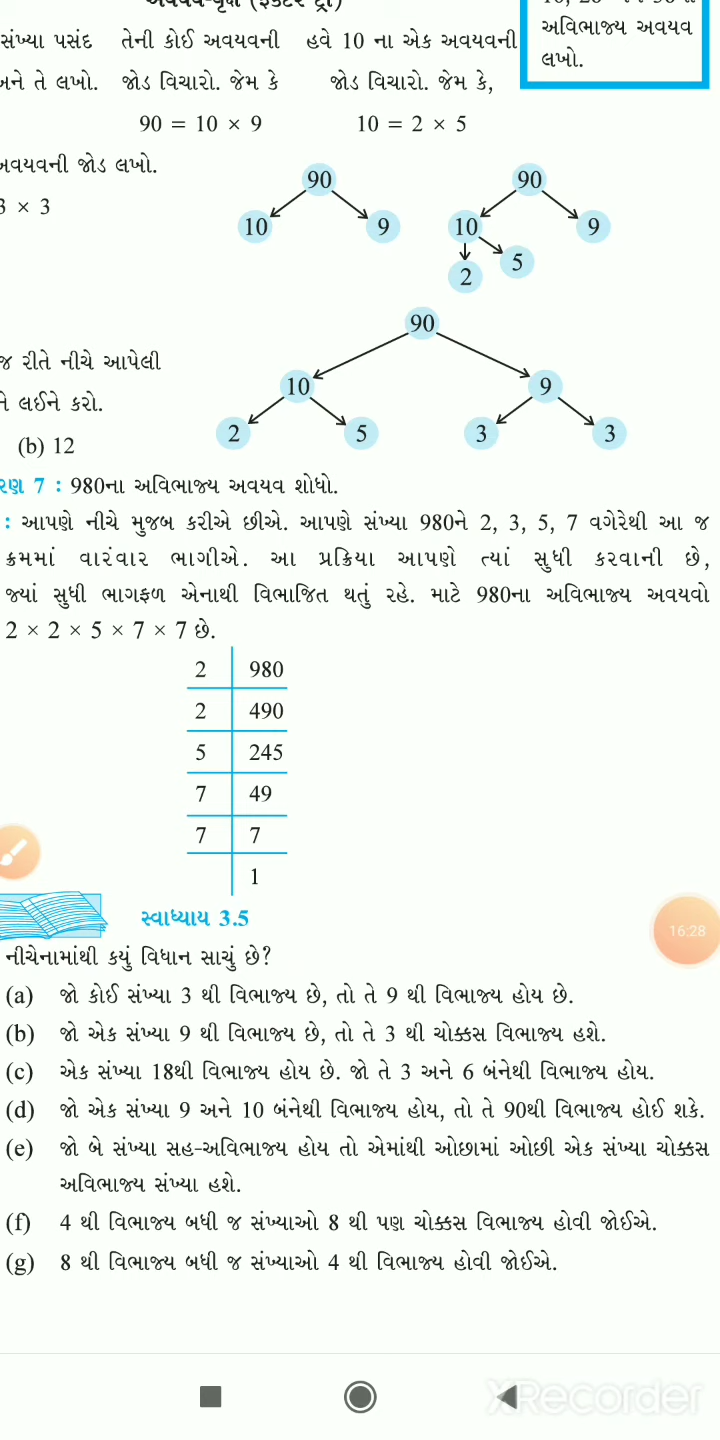 અવયવ-વૃક્ષ (ફૅક્ટર ટ્રી)
સંખ્યા પસંદ તેની કોઈ અવયવની હવે 10 ના એક અવયવની
અને તે લખો. જોડ વિચારો. જેમ કે જોડ વિચારો. જેમ કે,
90 = 10 × 9 10 = 2 × 5
અવિભાજ્ય અવયવ
લખો.
અવયવની જોડ લખો.
3 × 3
90 90
10 9 10 9
2 5
90
10 9
2 5 3 3
જ રીતે નીચે આપેલી
ને લઈને કરો.
(b) 12
રણ 7 : 980ના અવિભાજ્ય અવયવ શોધો.
: આપણે નીચે મુજબ કરીએ છીએ. આપણે સંખ્યા 980ને 2, 3, 5, 7 વગેરેથી આ જ
ક્રમમાં વારંવાર ભાગીએ. આ પ્રક્રિયા આપણે ત્યાં સુધી કરવાની છે,
જ્યાં સુધી ભાગફળ એનાથી વિભાજિત થતું રહે. માટે 980ના અવિભાજ્ય અવયવો
2 × 2 × 5 × 7 × 7 છે.
2 980
2 490
5 245
7 49
7 7
1
સ્વાધ્યાય 3.5
16:28
નીચેનામાંથી કયું વિધાન સાચું છે?
(a) જો કોઈ સંખ્યા 3 થી વિભાજ્ય છે, તો તે 9 થી વિભાજ્ય હોય છે.
(b) જો એક સંખ્યા 9 થી વિભાજ્ય છે, તો તે 3 થી ચોક્કસ વિભાજ્ય હશે.
(c) એક સંખ્યા 18થી વિભાજ્ય હોય છે. જો તે 3 અને 6 બંનેથી વિભાજ્ય હોય.
(d) જો એક સંખ્યા 9 અને 10 બંનેથી વિભાજ્ય હોય, તો તે 90થી વિભાજ્ય હોઈ શકે.
(e) જો બે સંખ્યા સહ-અવિભાજ્ય હોય તો એમાંથી ઓછામાં ઓછી એક સંખ્યા ચોક્કસ
અવિભાજ્ય સંખ્યા હશે.
(f) 4 થી વિભાજ્ય બધી જ સંખ્યાઓ 8 થી પણ ચોક્કસ વિભાજ્ય હોવી જોઈએ.
(g) 8 થી વિભાજ્ય બધી જ સંખ્યાઓ 4 થી વિભાજ્ય હોવી જોઈએ.
XRecorder